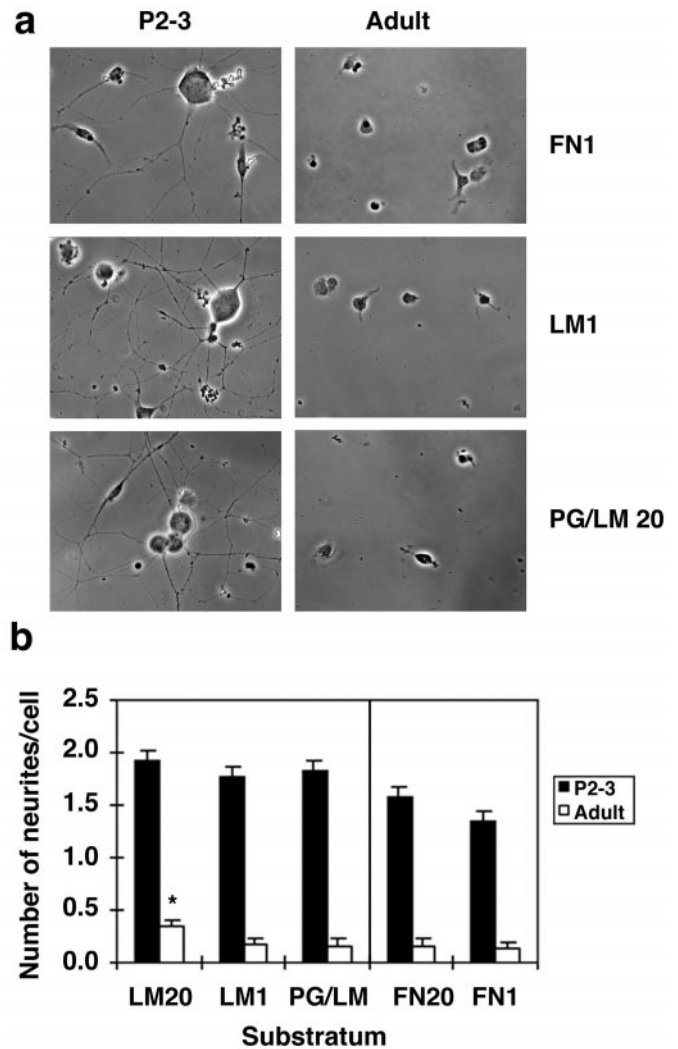 a
P2-3 Adult
FN1
LM1
PG/LM 20
b
Number of neurites/cell
2.5
2.0
1.5
1.0
0.5
0.0
*
P2-3
Adult
LM20 LM1 PG/LM FN20 FN1
Substratum